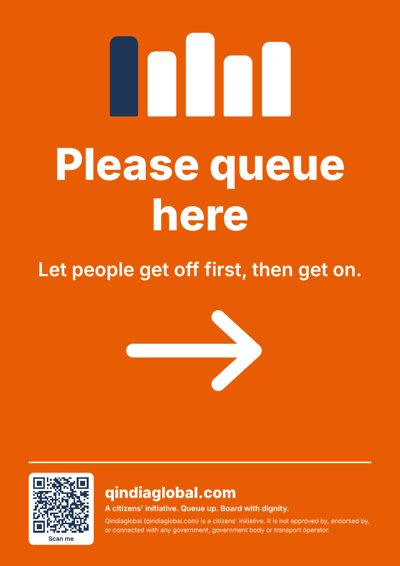 Please queue
here
Let people get off first, then get on.
Scan me
qindiaglobal.com
A citizens' initiative. Queue up. Board with dignity.
Qindiaglobal (qindiaglobal.com) is a citizens' initiative. It is not approved by, endorsed by,
or connected with any government, government body or transport operator.